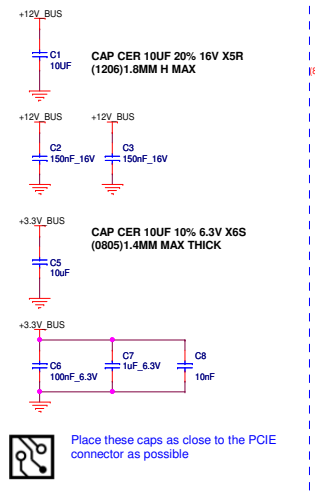 +12V_BUS
C1
10UF
CAP CER 10UF 20% 16V X5R
(1206)1.8MM H MAX
+12V_BUS +12V_BUS
C2 C3
150nF_16V 150nF_16V
+3.3V_BUS
CAP CER 10UF 10% 6.3V X6S
(0805)1.4MM MAX THICK
C5
10uF
+3.3V_BUS
C6 C7 C8
100nF_6.3V 1uF_6.3V 10nF
Place these caps as close to the PCIE
connector as possible